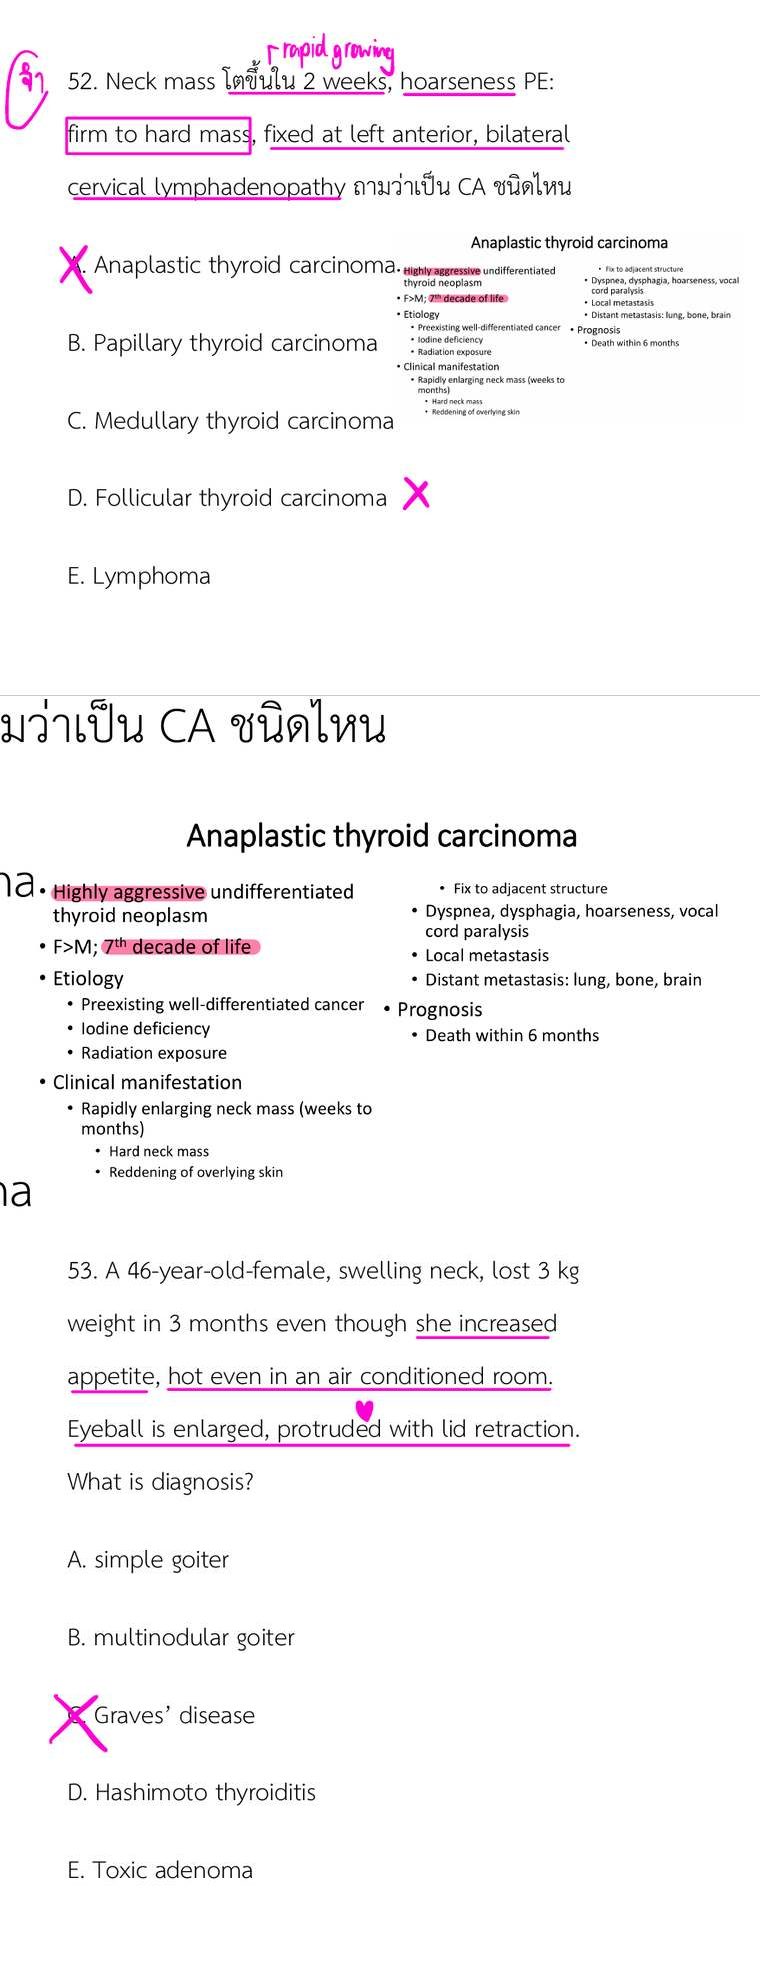 rapid growing
จำ
52. Neck mass โตขึ้นใน 2 weeks, hoarseness PE:
firm to hard mass, fixed at left anterior, bilateral
cervical lymphadenopathy ถามว่าเป็น CA ชนิดไหน
A. Anaplastic thyroid carcinoma
B. Papillary thyroid carcinoma
C. Medullary thyroid carcinoma
D. Follicular thyroid carcinoma
E. Lymphoma
Anaplastic thyroid carcinoma
• Highly aggressive undifferentiated
thyroid neoplasm
• F>M; 7th decade of life
• Etiology
• Preexisting well-differentiated cancer
• Iodine deficiency
• Radiation exposure
• Clinical manifestation
• Rapidly enlarging neck mass (weeks to
months)
• Hard neck mass
• Reddening of overlying skin
• Fix to adjacent structure
• Dyspnea, dysphagia, hoarseness, vocal
cord paralysis
• Local metastasis
• Distant metastasis: lung, bone, brain
• Prognosis
• Death within 6 months
มว่าเป็น CA ชนิดไหน
Anaplastic thyroid carcinoma
na
• Highly aggressive undifferentiated
thyroid neoplasm
• F>M; 7th decade of life
• Etiology
• Preexisting well-differentiated cancer
• Iodine deficiency
• Radiation exposure
• Clinical manifestation
• Rapidly enlarging neck mass (weeks to
months)
• Hard neck mass
• Reddening of overlying skin
• Fix to adjacent structure
• Dyspnea, dysphagia, hoarseness, vocal
cord paralysis
• Local metastasis
• Distant metastasis: lung, bone, brain
• Prognosis
• Death within 6 months
na
53. A 46-year-old-female, swelling neck, lost 3 kg
weight in 3 months even though she increased
appetite, hot even in an air conditioned room.
Eyeball is enlarged, protruded with lid retraction.
What is diagnosis?
A. simple goiter
B. multinodular goiter
C. Graves’ disease
D. Hashimoto thyroiditis
E. Toxic adenoma